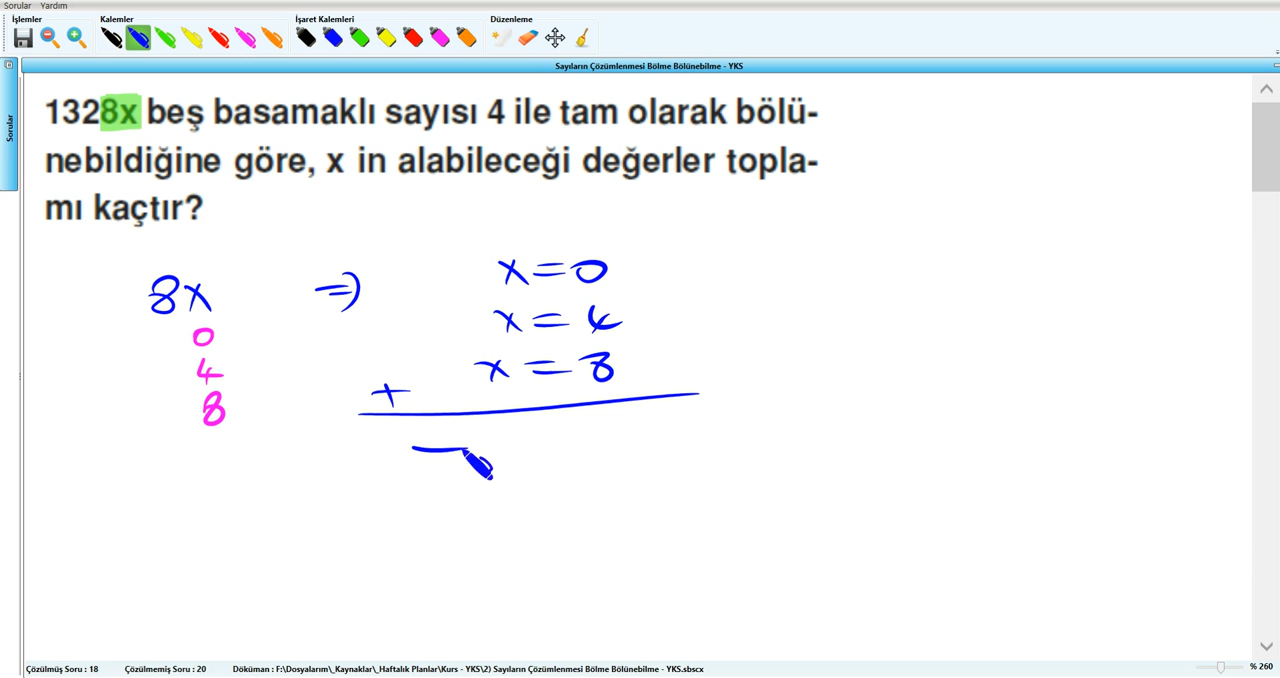 Sorular Yardım
İşlemler Kalemler İşaret Kalemleri Düzenleme
Sayıların Çözümlenmesi Bölme Bölünebilme - YKS
Sorular
1328x beş basamaklı sayısı 4 ile tam olarak bölü-
nebildiğine göre, x in alabileceği değerler topla-
mı kaçtır?
8x ⇒ x=0
0
x=4
4
x=8
8
+
Çözülmüş Soru : 18 Çözülmemiş Soru : 20 Döküman : F:\Dosyalarım\_Kaynaklar\_Haftalık Planlar\Kurs - YKS\2) Sayıların Çözümlenmesi Bölme Bölünebilme - YKS.sbscx % 260